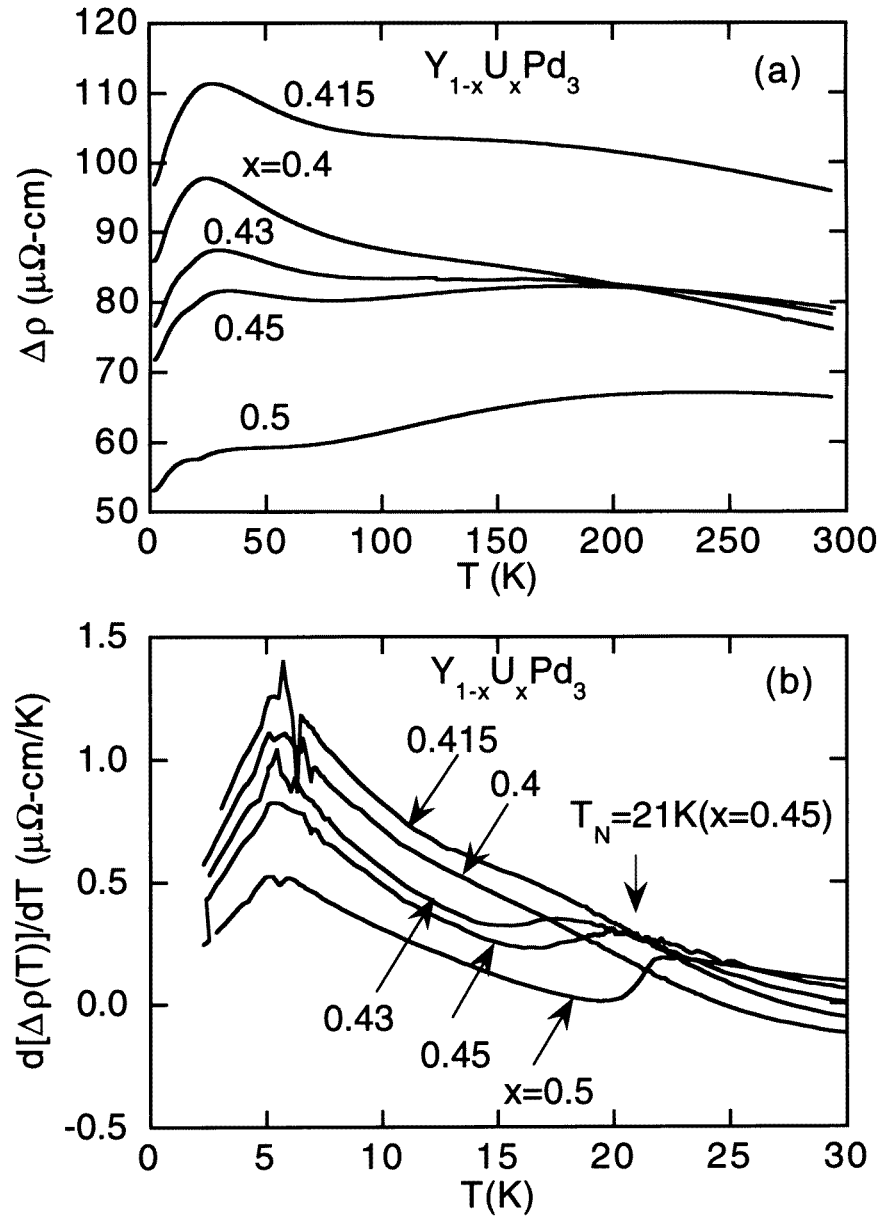 120
Y1-xUxPd3 (a)
0.415
110
100
x=0.4
90
0.43
80
0.45
70
0.5
60
50
Δρ (μΩ-cm)
0 50 100 150 200 250 300
T (K)
1.5
Y1-xUxPd3 (b)
0.415
1.0
0.4
TN=21K(x=0.45)
0.5
0.0
0.43
0.45
x=0.5
-0.5
d[Δρ(T)]/dT (μΩ-cm/K)
0 5 10 15 20 25 30
T(K)